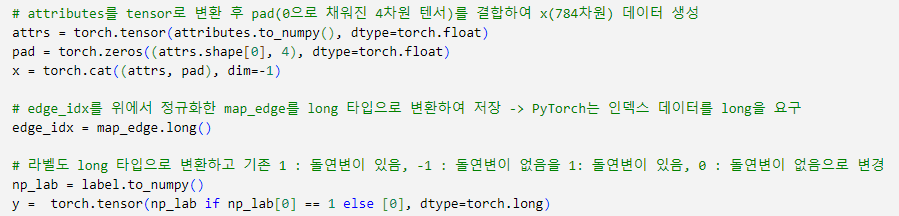 # attributes를 tensor로 변환 후 pad(0으로 채워진 4차원 텐서)를 결합하여 x(784차원) 데이터 생성
attrs = torch.tensor(attributes.to_numpy(), dtype=torch.float)
pad = torch.zeros((attrs.shape[0], 4), dtype=torch.float)
x = torch.cat((attrs, pad), dim=-1)
# edge_idx를 위에서 정규화한 map_edge를 long 타입으로 변환하여 저장 -> PyTorch는 인덱스 데이터를 long을 요구
edge_idx = map_edge.long()
# 라벨도 long 타입으로 변환하고 기존 1 : 돌연변이 있음, -1 : 돌연변이 없음을 1: 돌연변이 있음, 0 : 돌연변이 없음으로 변경
np_lab = label.to_numpy()
y =  torch.tensor(np_lab if np_lab[0] == 1 else [0], dtype=torch.long)